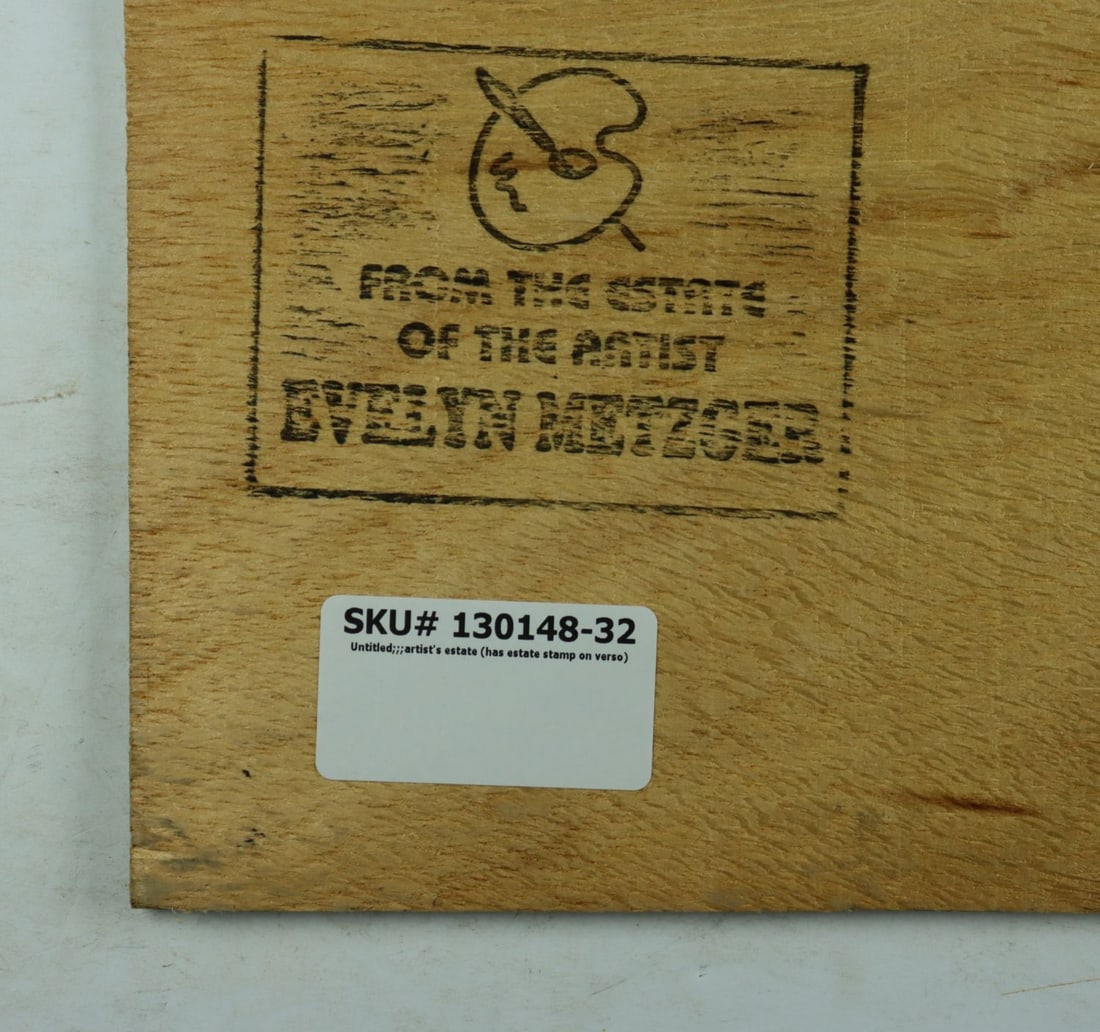 FROM THE ESTATE
OF THE ARTIST
EVELYN METZGER
SKU# 130148-32
Untitled;;;artist's estate (has estate stamp on verso)